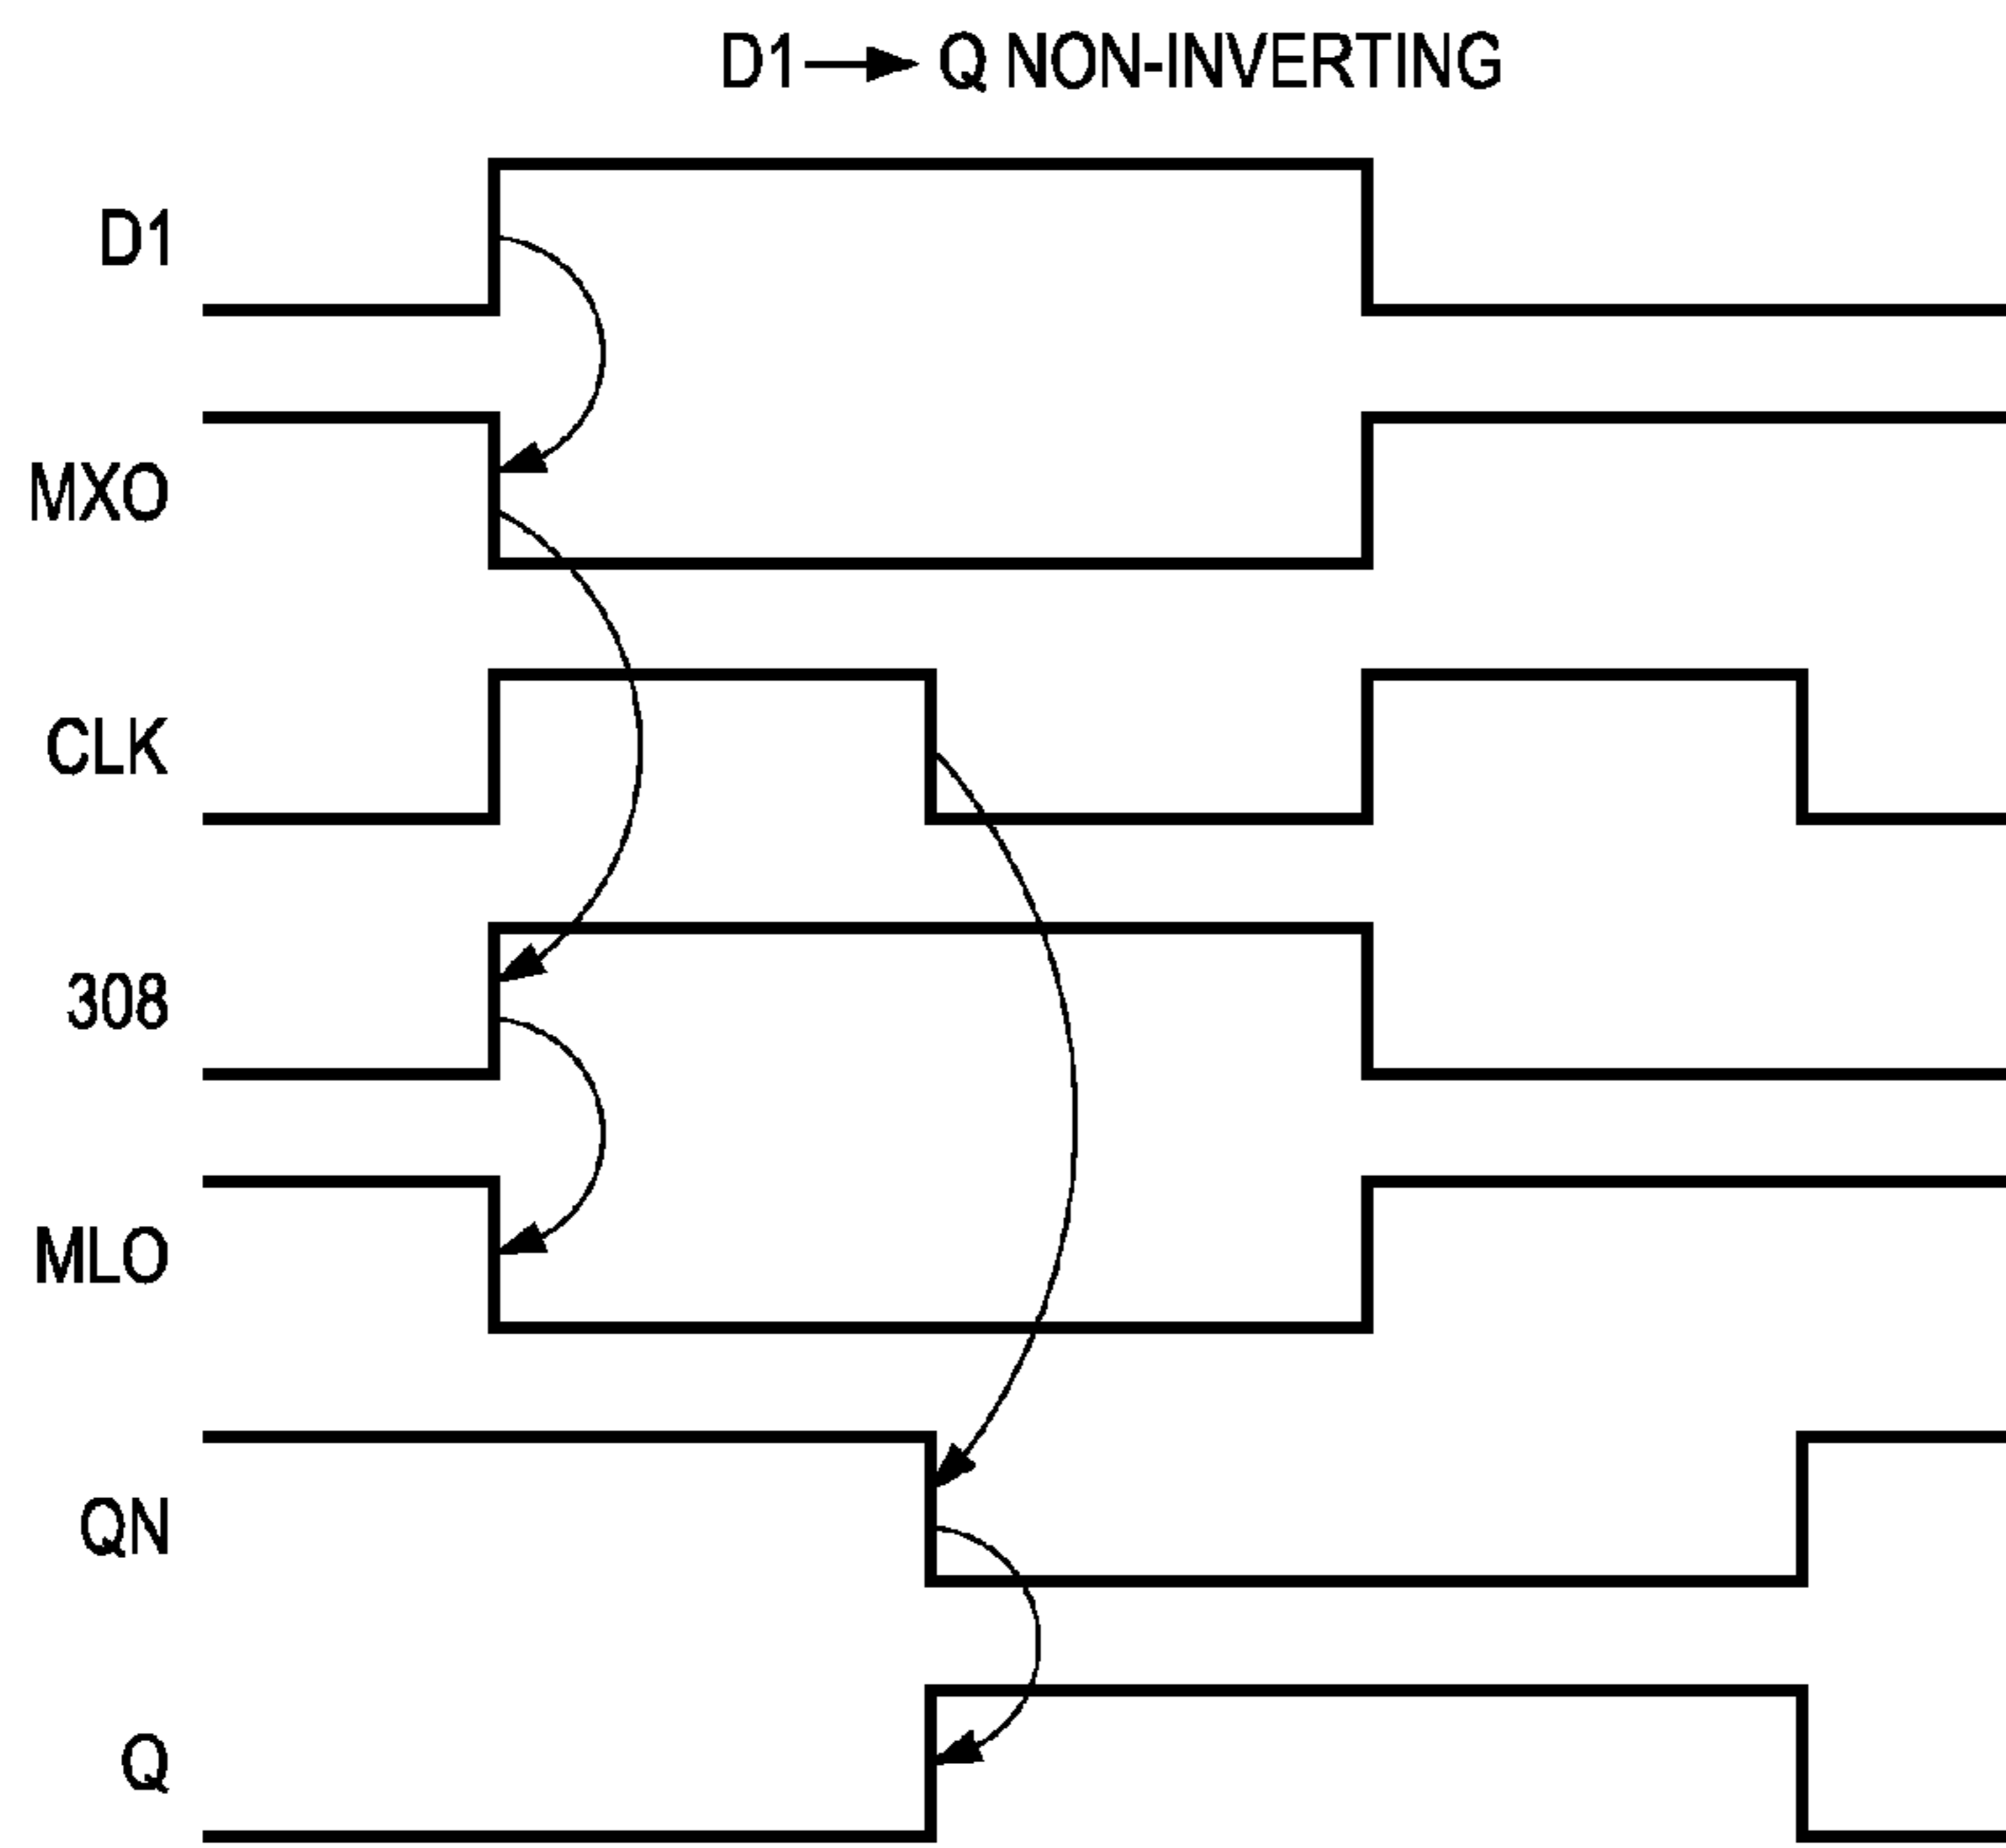 D1 → Q NON-INVERTING
D1
MXO
CLK
308
MLO
QN
Q